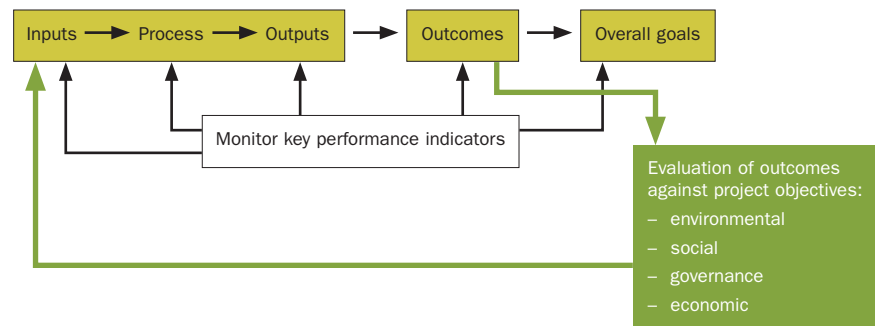 Inputs Process Outputs Outcomes Overall goals
Monitor key performance indicators
Evaluation of outcomes
against project objectives:
– environmental
– social
– governance
– economic